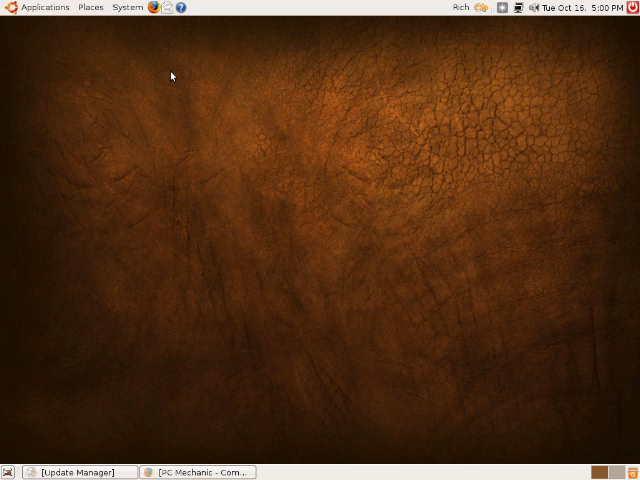 Applications Places System Rich Tue Oct 16, 5:00 PM
[Update Manager] [PC Mechanic - Com...